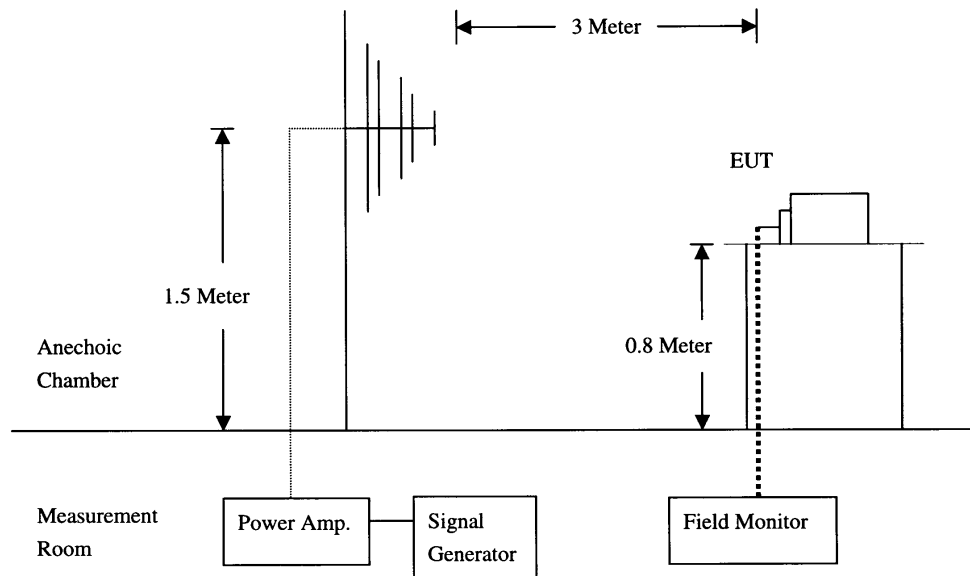 3 Meter
EUT
1.5 Meter
0.8 Meter
Anechoic
Chamber
Measurement
Room
Power Amp.
Signal
Generator
Field Monitor